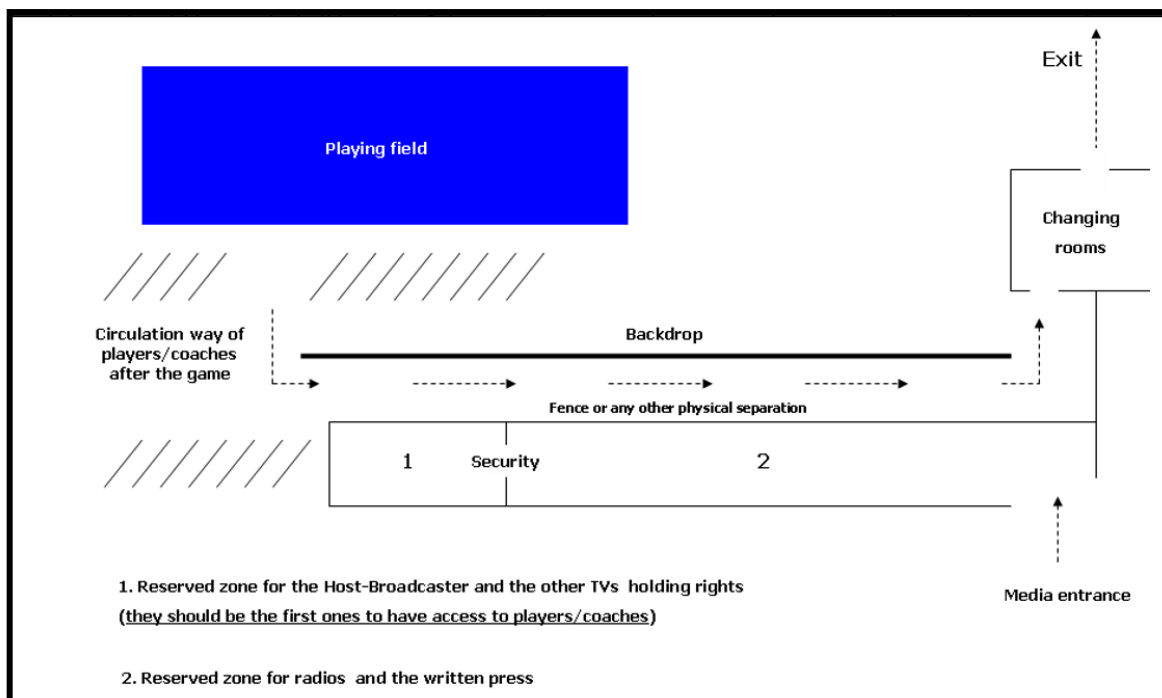 Exit
Playing field
Changing
rooms
Circulation way of
players/coaches
after the game
Backdrop
Fence or any other physical separation
1
Security
2
1. Reserved zone for the Host-Broadcaster and the other TVs holding rights
(they should be the first ones to have access to players/coaches)
Media entrance
2. Reserved zone for radios and the written press